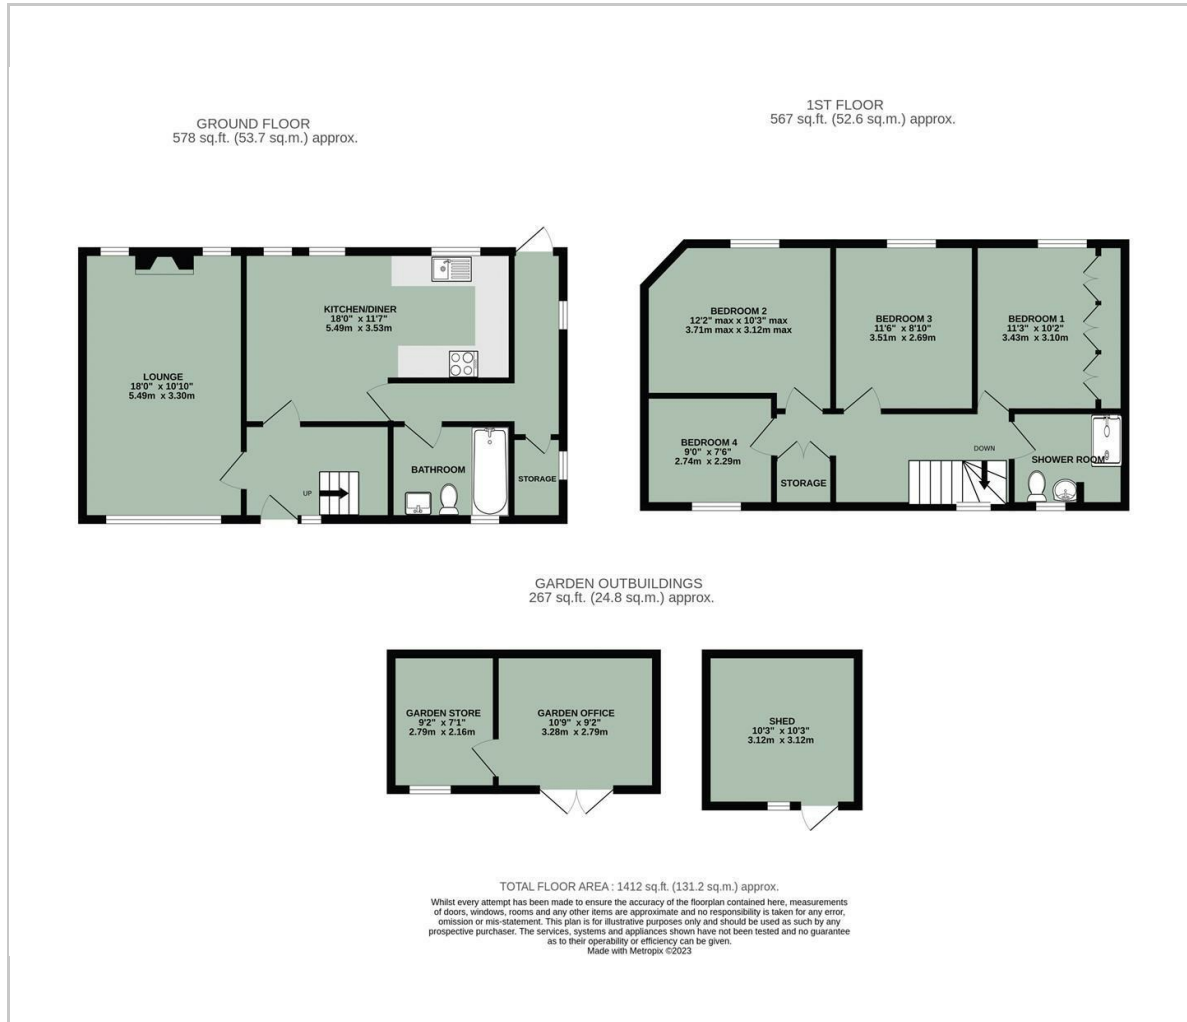 GROUND FLOOR
578 sq.ft. (53.7 sq.m.) approx.
1ST FLOOR
567 sq.ft. (52.6 sq.m.) approx.
KITCHEN/DINER
18'0" x 11'7"
5.49m x 3.53m
LOUNGE
18'0" x 10'10"
5.49m x 3.30m
BATHROOM
STORAGE
UP
BEDROOM 2
12'2" max x 10'3" max
3.71m max x 3.12m max
BEDROOM 3
11'6" x 8'10"
3.51m x 2.69m
BEDROOM 1
11'3" x 10'2"
3.43m x 3.10m
BEDROOM 4
9'0" x 7'6"
2.74m x 2.29m
STORAGE
DOWN
SHOWER ROOM
GARDEN OUTBUILDINGS
267 sq.ft. (24.8 sq.m.) approx.
GARDEN STORE
9'2" x 7'1"
2.79m x 2.16m
GARDEN OFFICE
10'9" x 9'2"
3.28m x 2.79m
SHED
10'3" x 10'3"
3.12m x 3.12m
TOTAL FLOOR AREA : 1412 sq.ft. (131.2 sq.m.) approx.
Whilst every attempt has been made to ensure the accuracy of the floorplan contained here, measurements
of doors, windows, rooms and any other items are approximate and no responsibility is taken for any error,
omission or mis-statement. This plan is for illustrative purposes only and should be used as such by any
prospective purchaser. The services, systems and appliances shown have not been tested and no guarantee
as to their operability or efficiency can be given.
Made with Metropix ©2023